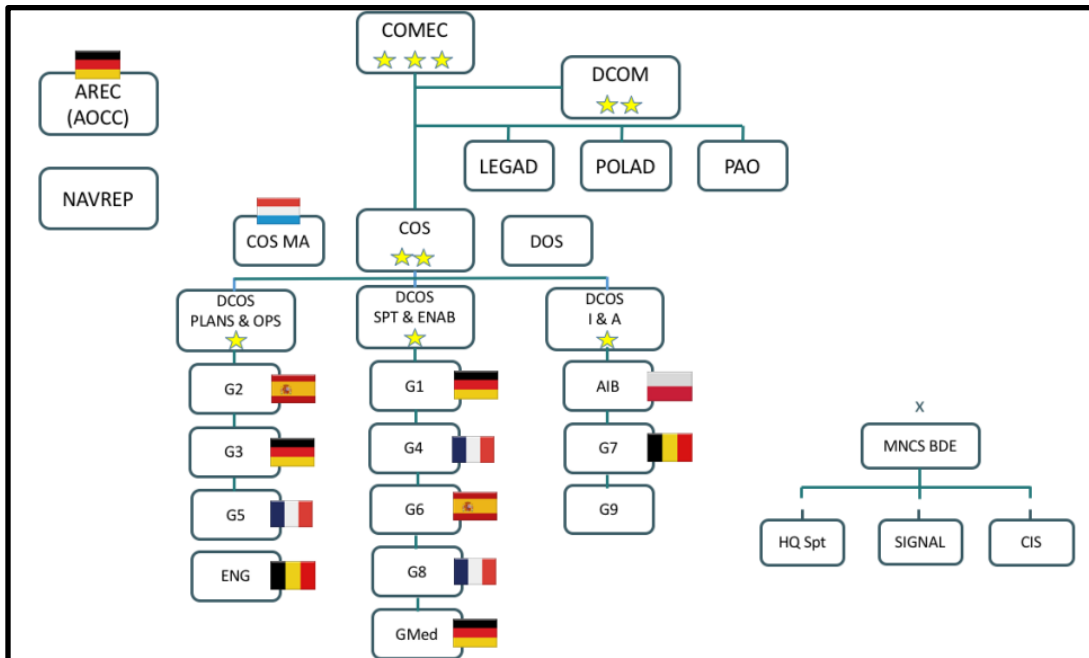 COMEC
DCOM
AREC
(AOCC)
LEGAD
POLAD
PAO
NAVREP
COS MA
COS
DOS
DCOS
PLANS & OPS
DCOS
SPT & ENAB
DCOS
I & A
G2
G1
AIB
G3
G4
G7
G5
G6
G9
ENG
G8
GMed
X
MNCS BDE
HQ Spt
SIGNAL
CIS